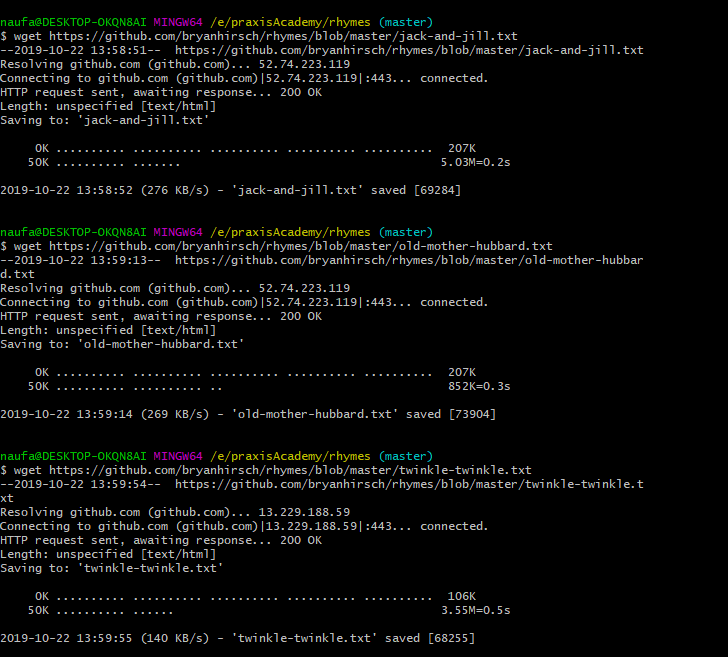 naufa@DESKTOP-OKQN8AI MINGW64 /e/praxisAcademy/rhymes (master)
$ wget https://github.com/bryanhirsch/rhymes/blob/master/jack-and-jill.txt
--2019-10-22 13:58:51--  https://github.com/bryanhirsch/rhymes/blob/master/jack-and-jill.txt
Resolving github.com (github.com)... 52.74.223.119
Connecting to github.com (github.com)|52.74.223.119|:443... connected.
HTTP request sent, awaiting response... 200 OK
Length: unspecified [text/html]
Saving to: 'jack-and-jill.txt'
0K .......... .......... .......... .......... ..........  207K
50K .......... .......                                     5.03M=0.2s
2019-10-22 13:58:52 (276 KB/s) - 'jack-and-jill.txt' saved [69284]
naufa@DESKTOP-OKQN8AI MINGW64 /e/praxisAcademy/rhymes (master)
$ wget https://github.com/bryanhirsch/rhymes/blob/master/old-mother-hubbard.txt
--2019-10-22 13:59:13--  https://github.com/bryanhirsch/rhymes/blob/master/old-mother-hubbar
d.txt
Resolving github.com (github.com)... 52.74.223.119
Connecting to github.com (github.com)|52.74.223.119|:443... connected.
HTTP request sent, awaiting response... 200 OK
Length: unspecified [text/html]
Saving to: 'old-mother-hubbard.txt'
0K .......... .......... .......... .......... ..........  207K
50K .......... .......... ..                                852K=0.3s
2019-10-22 13:59:14 (269 KB/s) - 'old-mother-hubbard.txt' saved [73904]
naufa@DESKTOP-OKQN8AI MINGW64 /e/praxisAcademy/rhymes (master)
$ wget https://github.com/bryanhirsch/rhymes/blob/master/twinkle-twinkle.txt
--2019-10-22 13:59:54--  https://github.com/bryanhirsch/rhymes/blob/master/twinkle-twinkle.t
xt
Resolving github.com (github.com)... 13.229.188.59
Connecting to github.com (github.com)|13.229.188.59|:443... connected.
HTTP request sent, awaiting response... 200 OK
Length: unspecified [text/html]
Saving to: 'twinkle-twinkle.txt'
0K .......... .......... .......... .......... ..........  106K
50K .......... ......                                      3.55M=0.5s
2019-10-22 13:59:55 (140 KB/s) - 'twinkle-twinkle.txt' saved [68255]